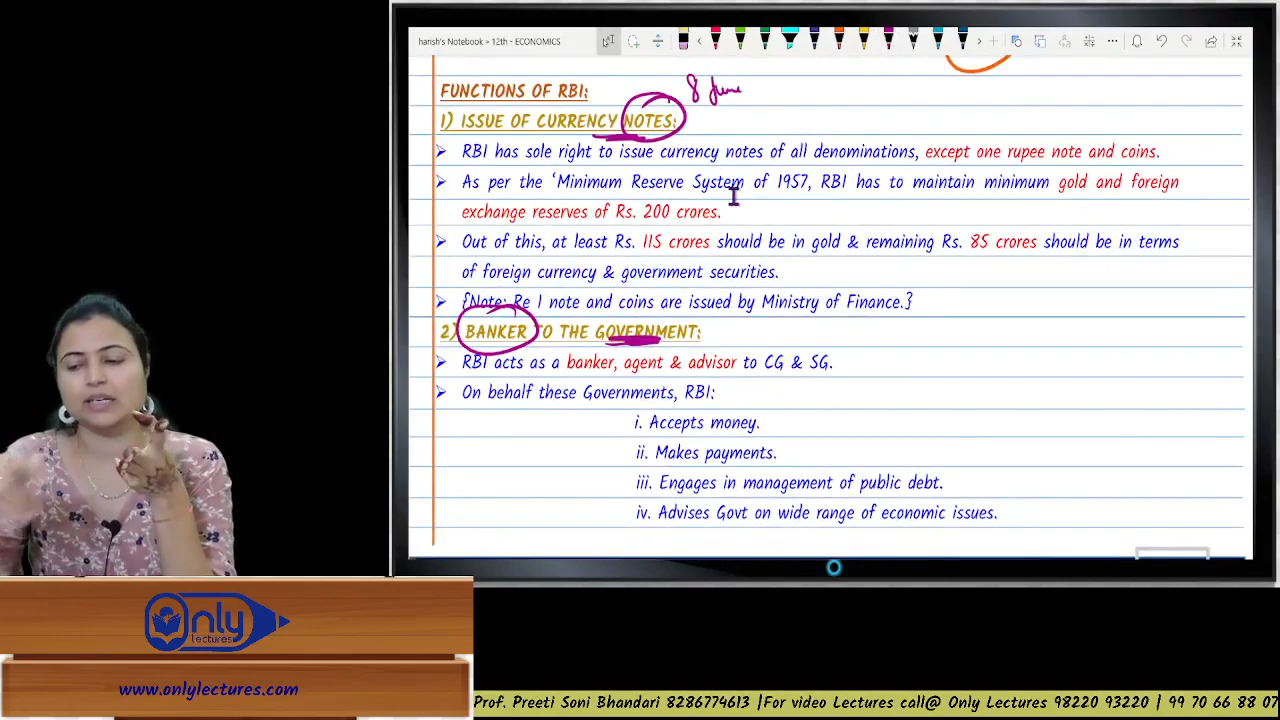 harish's Notebook » 12th - ECONOMICS
FUNCTIONS OF RBI:
8 June
1) ISSUE OF CURRENCY NOTES:
➤ RBI has sole right to issue currency notes of all denominations, except one rupee note and coins.
➤ As per the ‘Minimum Reserve System of 1957, RBI has to maintain minimum gold and foreign
exchange reserves of Rs. 200 crores.
➤ Out of this, at least Rs. 115 crores should be in gold & remaining Rs. 85 crores should be in terms
of foreign currency & government securities.
➤ {Note: Re 1 note and coins are issued by Ministry of Finance.}
2) BANKER TO THE GOVERNMENT:
➤ RBI acts as a banker, agent & advisor to CG & SG.
➤ On behalf these Governments, RBI:
i. Accepts money.
ii. Makes payments.
iii. Engages in management of public debt.
iv. Advises Govt on wide range of economic issues.
Only
lectures
www.onlylectures.com
Prof. Preeti Soni Bhandari 8286774613 |For video Lectures call@ Only Lectures 98220 93220 | 99 70 66 88 07